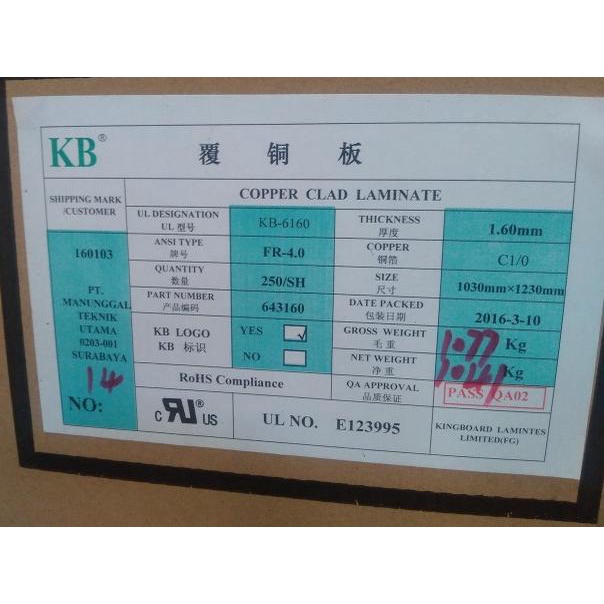 KB®
覆 铜 板
COPPER CLAD LAMINATE
SHIPPING MARK
/CUSTOMER
160103
PT.
MANUNGGAL
TEKNIK
UTAMA
0203-001
SURABAYA
14
NO:
UL DESIGNATION
UL 型号
KB-6160
THICKNESS
厚度
1.60mm
ANSI TYPE
牌号
FR-4.0
COPPER
铜箔
C1/0
QUANTITY
数量
250/SH
SIZE
尺寸
1030mm×1230mm
PART NUMBER
产品编码
643160
DATE PACKED
包装日期
2016-3-10
KB LOGO
KB 标识
YES
NO
GROSS WEIGHT
毛重
1077 Kg
NET WEIGHT
净重
1041 Kg
RoHS Compliance
QA APPROVAL
品质保证
PASS QA02
c RU® US
UL NO. E123995
KINGBOARD LAMINTES
LIMITED(FG)